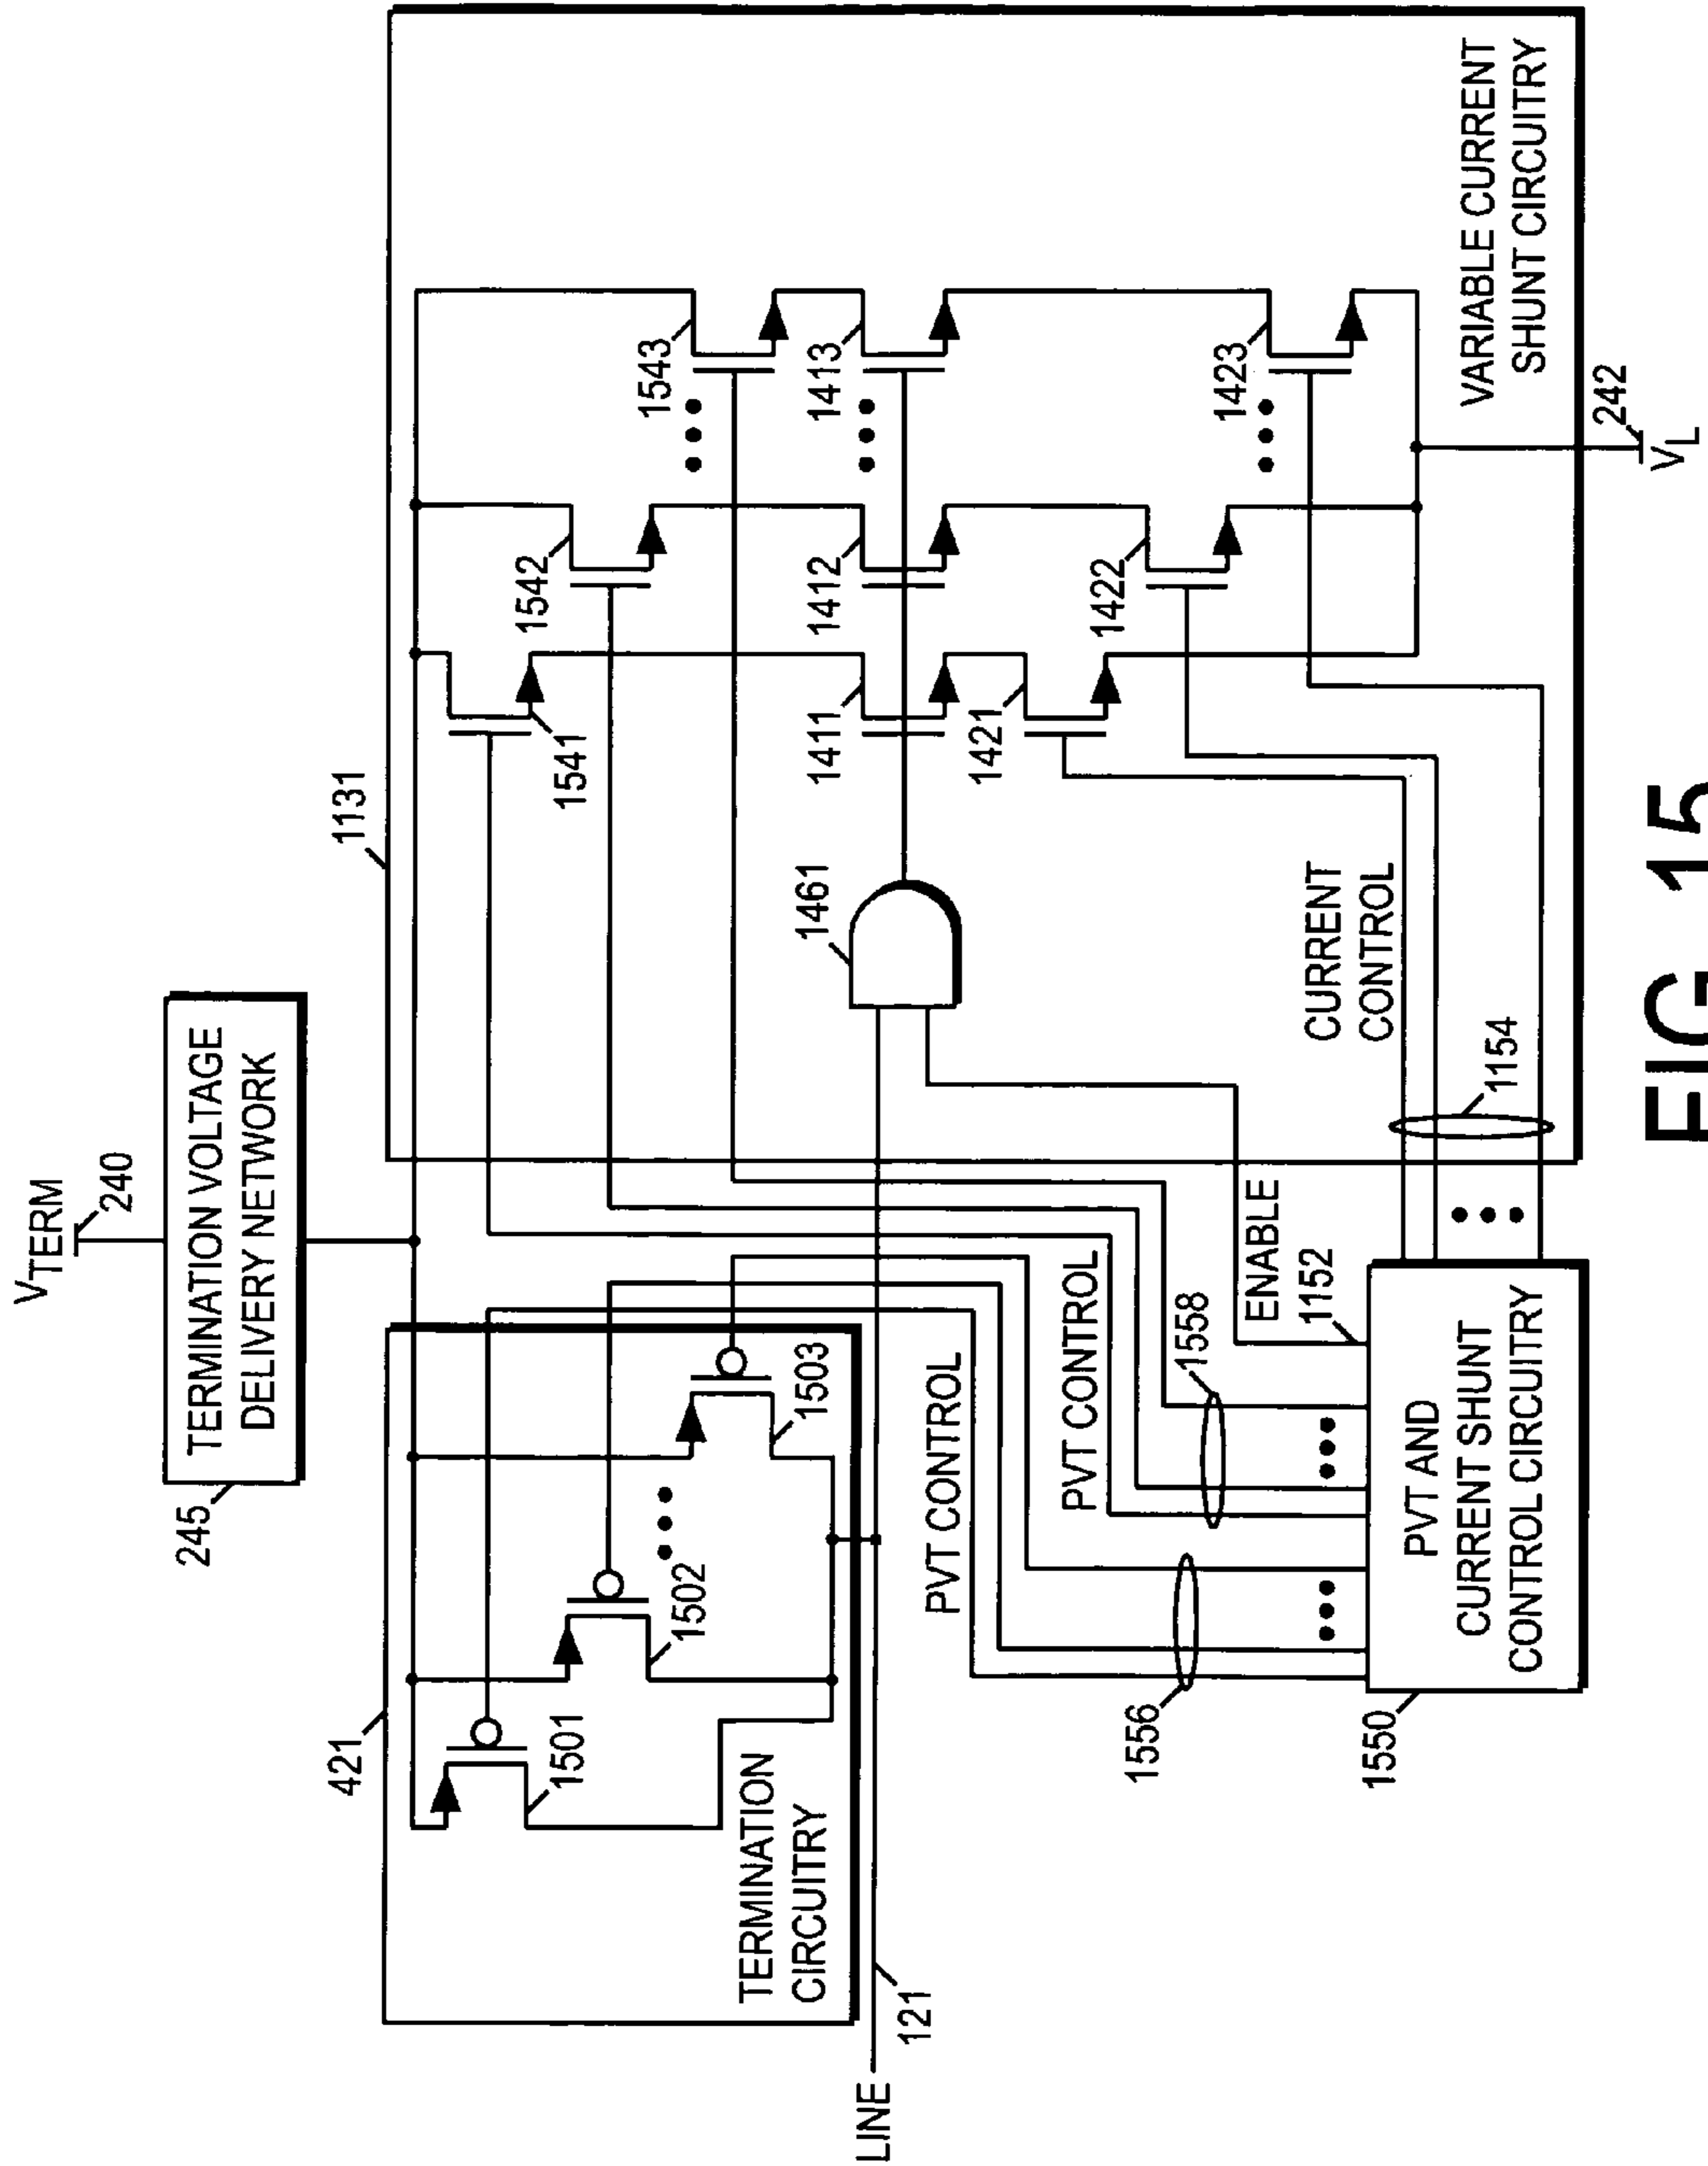 VTERM
240
245
TERMINATION VOLTAGE
DELIVERY NETWORK
421
1131
1501
1502
1503
TERMINATION
CIRCUITRY
LINE
121
1541
1542
1543
1461
1411
1412
1413
1421
1422
1423
PVT CONTROL
PVT CONTROL
ENABLE
1152
1556
1558
CURRENT
CONTROL
1154
1550
PVT AND
CURRENT SHUNT
CONTROL CIRCUITRY
VARIABLE CURRENT
SHUNT CIRCUITRY
242
VL
FIG. 15